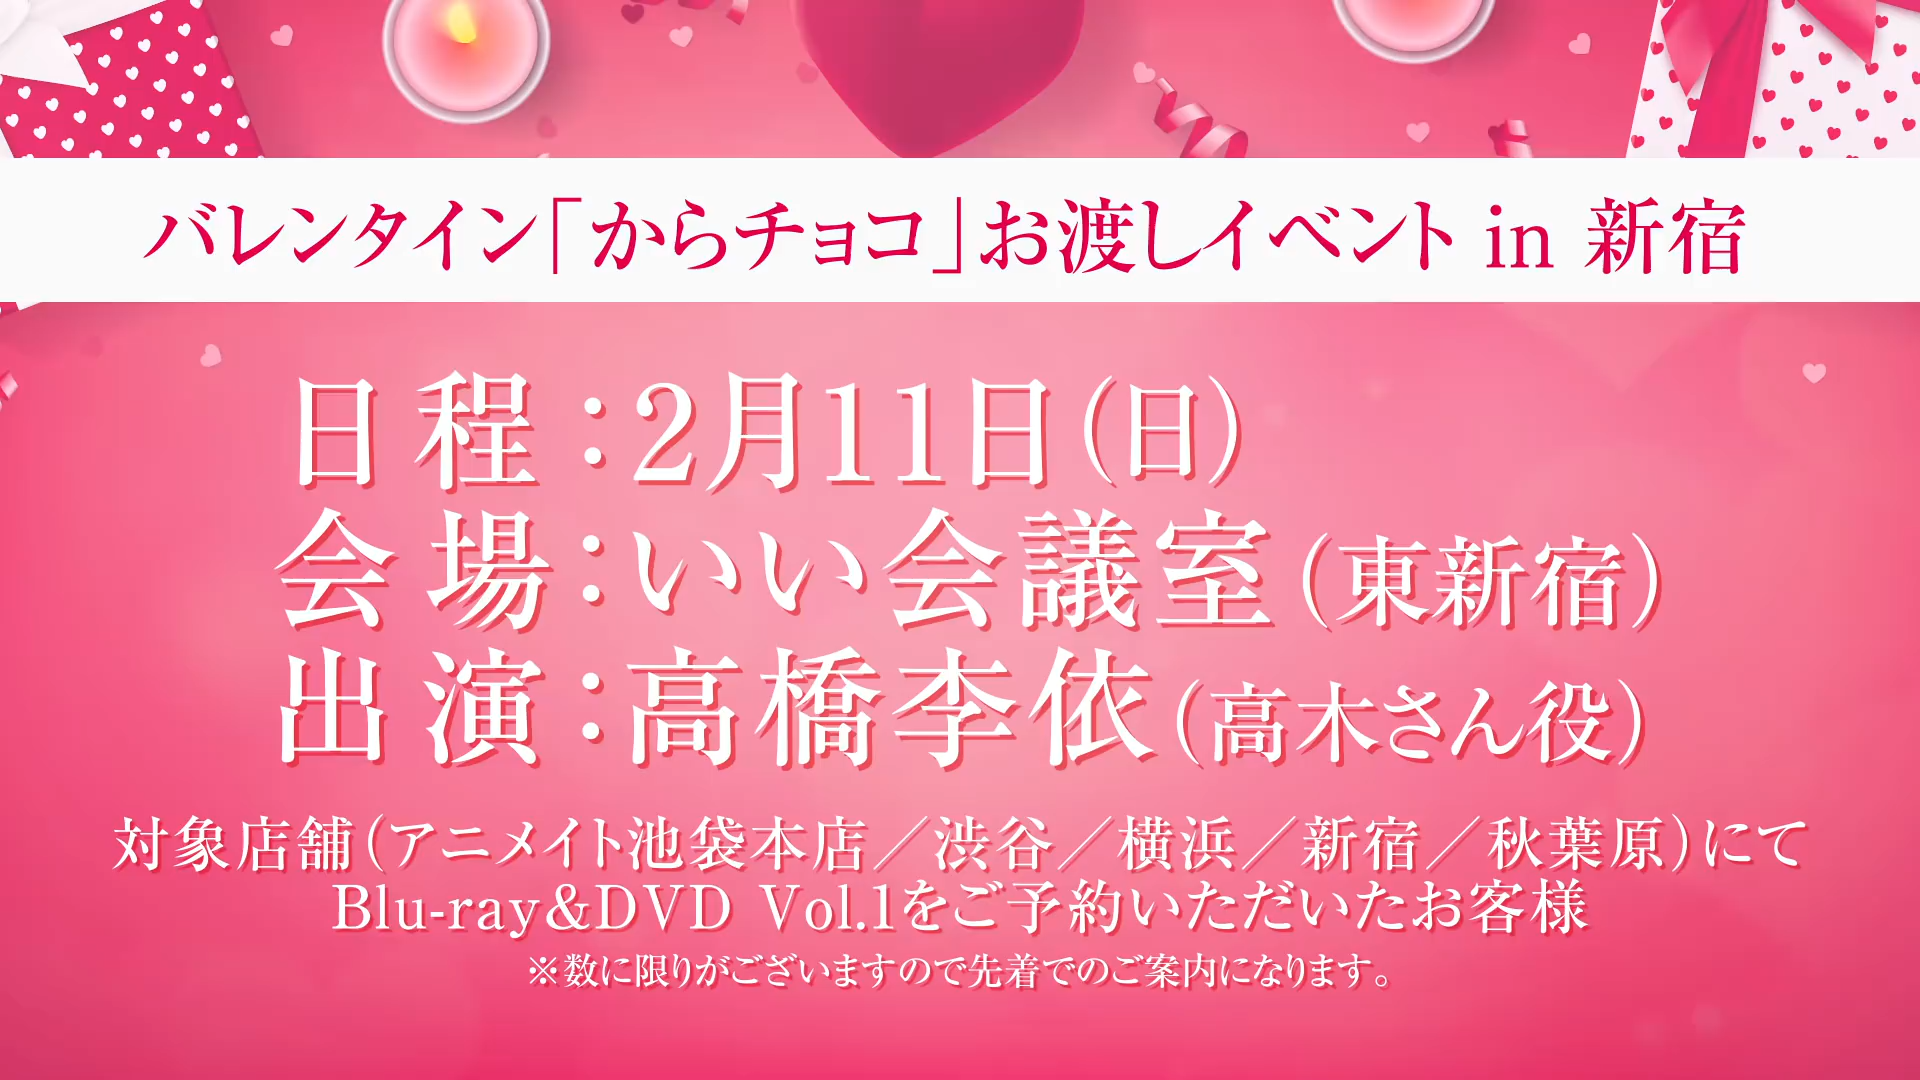 バレンタイン「からチョコ」お渡しイベント in 新宿
日程：2月11日（日）
会場：いい会議室（東新宿）
出演：高橋李依（高木さん役）
対象店舗（アニメイト池袋本店／渋谷／横浜／新宿／秋葉原）にて
Blu-ray&DVD Vol.1をご予約いただいたお客様
※数に限りがございますので先着でのご案内になります。